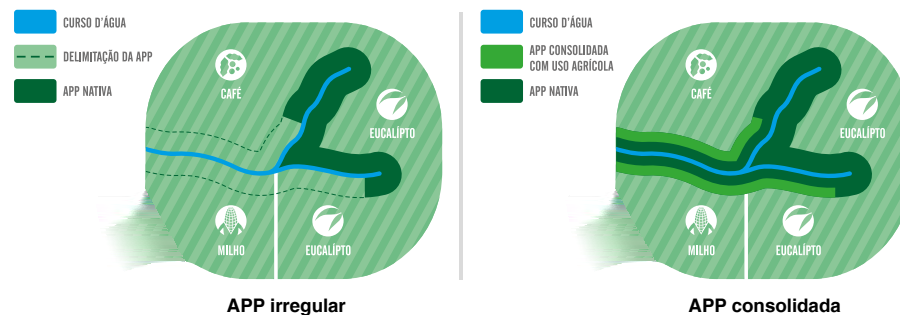 CURSO D'ÁGUA
DELIMITAÇÃO DA APP
APP NATIVA
CAFÉ
EUCALÍPTO
MILHO
EUCALÍPTO
APP irregular
CURSO D'ÁGUA
APP CONSOLIDADA
COM USO AGRÍCOLA
APP NATIVA
CAFÉ
EUCALÍPTO
MILHO
EUCALÍPTO
APP consolidada